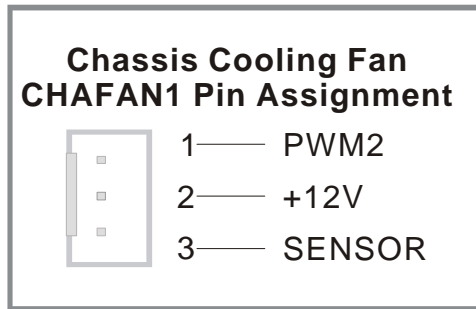 Chassis Cooling Fan
CHAFAN1 Pin Assignment
1 PWM2
2 +12V
3 SENSOR